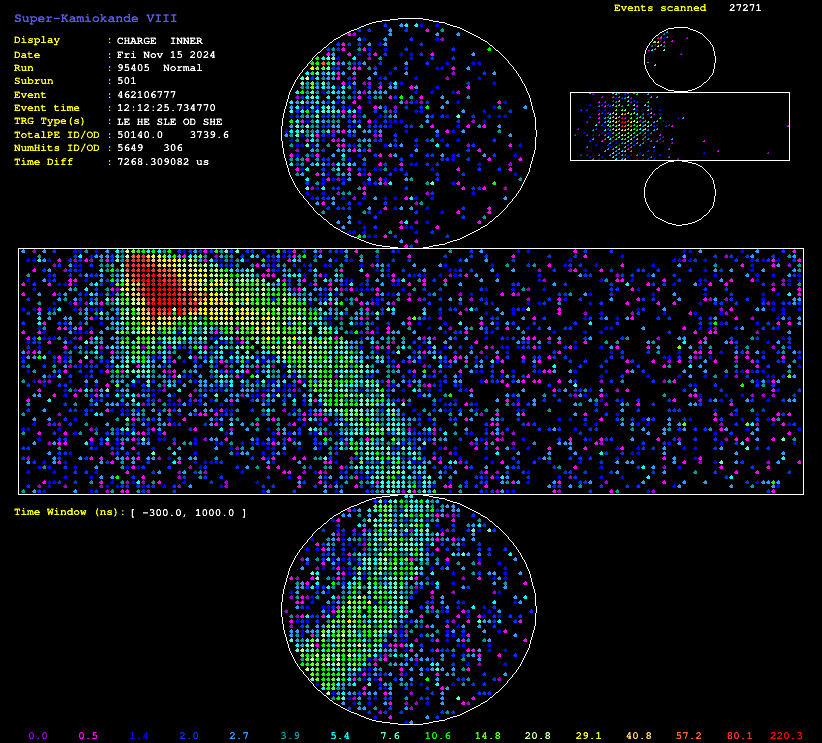 Super-Kamiokande VIII
Events scanned 27271
Display : CHARGE INNER
Date : Fri Nov 15 2024
Run : 95405 Normal
Subrun : 501
Event : 462106777
Event time : 12:12:25.734770
TRG Type(s) : LE HE SLE OD SHE
TotalPE ID/OD : 50140.0 3739.6
NumHits ID/OD : 5649 306
Time Diff : 7268.309082 us
Time Window (ns): [ -300.0, 1000.0 ]
0.0 0.5 1.4 2.0 2.7 3.9 5.4 7.6 10.6 14.8 20.8 29.1 40.8 57.2 80.1 220.3